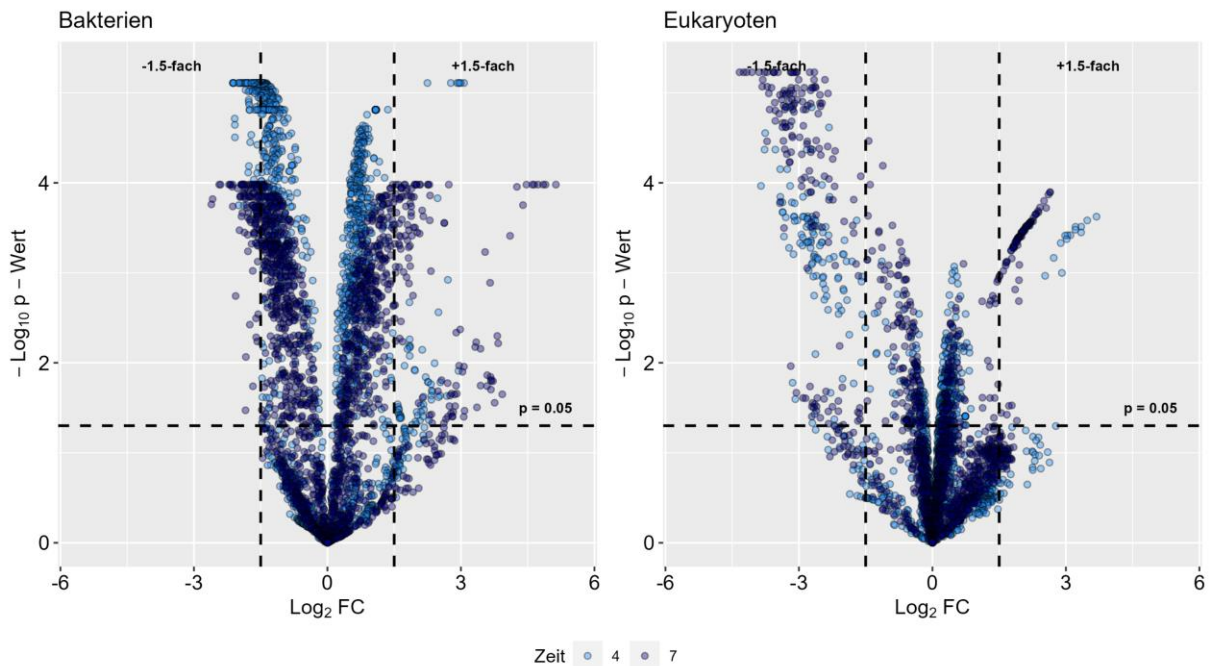 Bakterien
-1.5-fach
+1.5-fach
4
2
0
p = 0.05
-6
-3
0
3
6
− Log₁₀ p − Wert
Log₂ FC
Eukaryoten
-1.5-fach
+1.5-fach
4
2
0
p = 0.05
-6
-3
0
3
6
− Log₁₀ p − Wert
Log₂ FC
Zeit 4 7